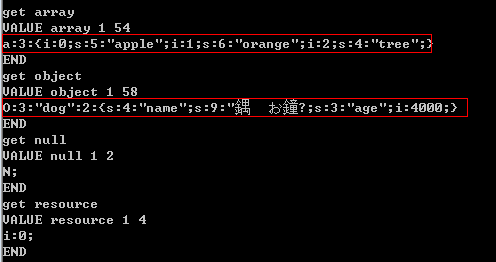 get array
VALUE array 1 54
a:3:{i:0;s:5:"apple";i:1;s:6:"orange";i:2;s:4:"tree";}
END
get object
VALUE object 1 58
O:3:"dog":2:{s:4:"name";s:9:"鍝  お鐘?;s:3:"age";i:4000;}
END
get null
VALUE null 1 2
N;
END
get resource
VALUE resource 1 4
i:0;
END